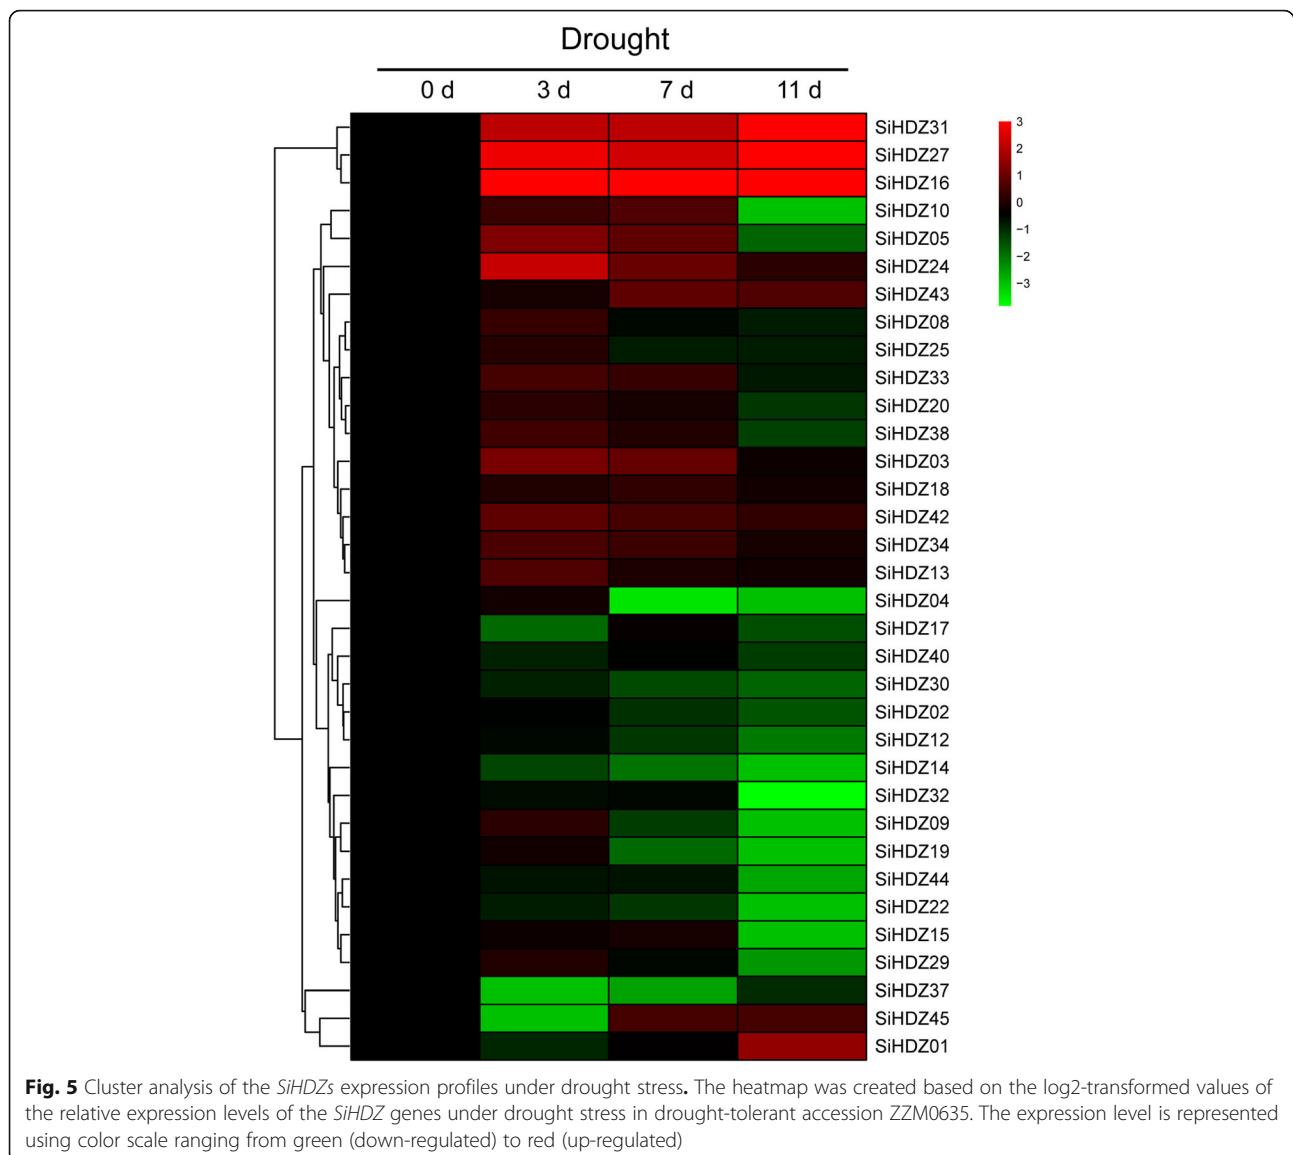 Drought
0 d 3 d 7 d 11 d
SiHDZ31
SiHDZ27
SiHDZ16
SiHDZ10
SiHDZ05
SiHDZ24
SiHDZ43
SiHDZ08
SiHDZ25
SiHDZ33
SiHDZ20
SiHDZ38
SiHDZ03
SiHDZ18
SiHDZ42
SiHDZ34
SiHDZ13
SiHDZ04
SiHDZ17
SiHDZ40
SiHDZ30
SiHDZ02
SiHDZ12
SiHDZ14
SiHDZ32
SiHDZ09
SiHDZ19
SiHDZ44
SiHDZ22
SiHDZ15
SiHDZ29
SiHDZ37
SiHDZ45
SiHDZ01
3
2
1
0
−1
−2
−3
Fig. 5 Cluster analysis of the SiHDZs expression profiles under drought stress. The heatmap was created based on the log2-transformed values of
the relative expression levels of the SiHDZ genes under drought stress in drought-tolerant accession ZZM0635. The expression level is represented
using color scale ranging from green (down-regulated) to red (up-regulated)